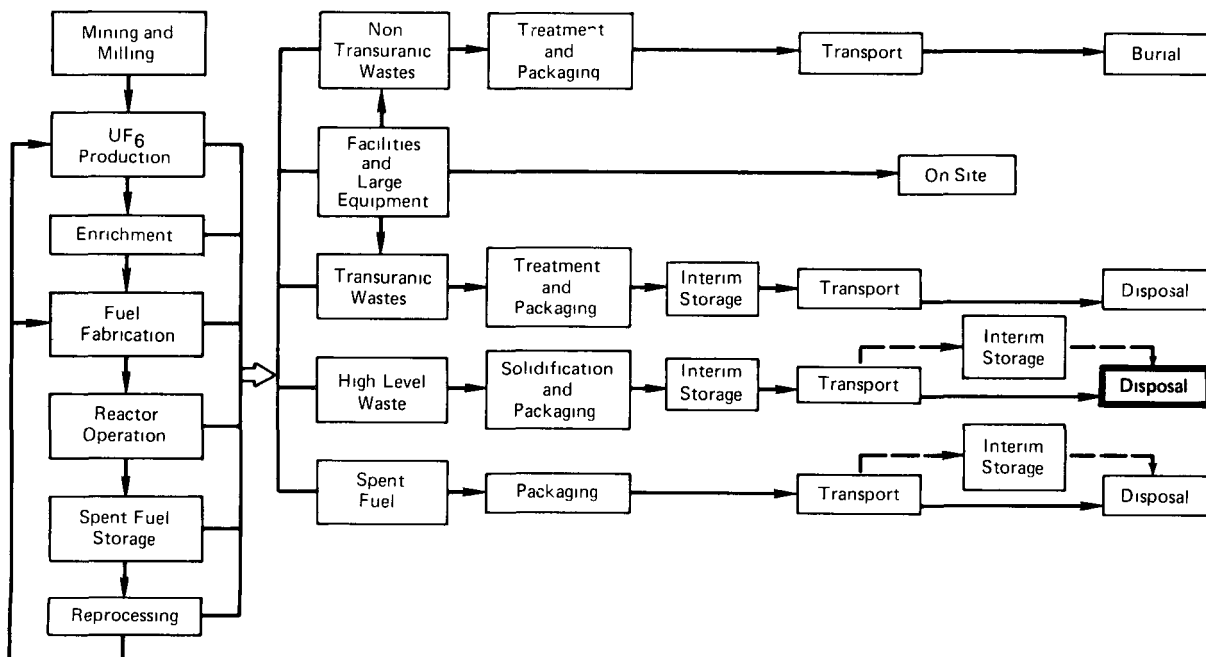 Mining and
Milling
UF6
Production
Enrichment
Fuel
Fabrication
Reactor
Operation
Spent Fuel
Storage
Reprocessing
Non
Transuranic
Wastes
Treatment
and
Packaging
Transport
Burial
Facilities
and
Large
Equipment
On Site
Transuranic
Wastes
Treatment
and
Packaging
Interim
Storage
Transport
Disposal
High Level
Waste
Solidification
and
Packaging
Interim
Storage
Transport
Interim
Storage
Disposal
Spent
Fuel
Packaging
Transport
Interim
Storage
Disposal